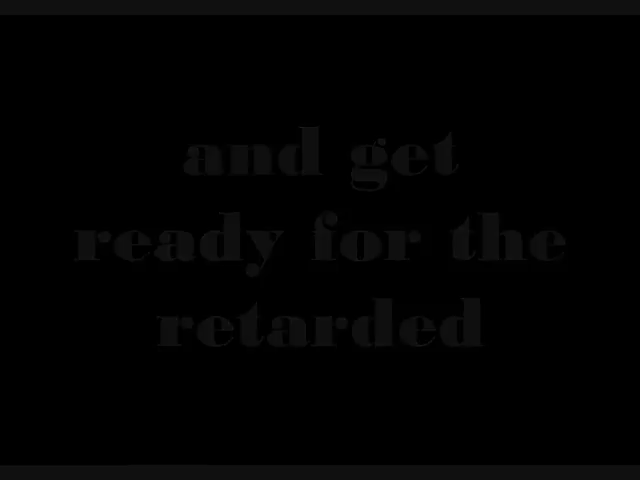 and get
ready for the
retarded